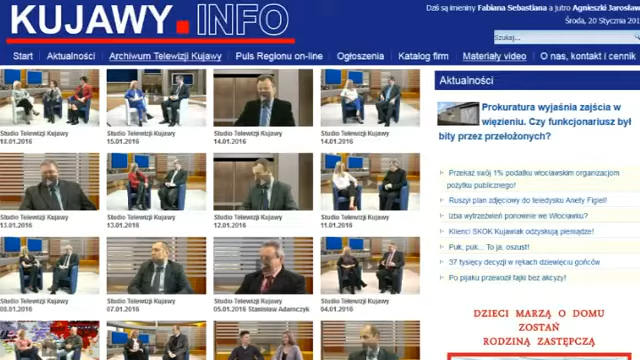 KUJAWY.INFO
Dziś są imieniny Fabiana Sebastiana a jutro Agnieszki Jarosław
Środa, 20 Stycznia 201
Szukaj...
Start Aktualności Archiwum Telewizji Kujawy Puls Regionu on-line Ogłoszenia Katalog firm Materiały video O nas, kontakt i cennik
Aktualności
Prokuratura wyjaśnia zajścia w
więzieniu. Czy funkcjonariusz był
bity przez przełożonych?
Studio Telewizji Kujawy
18.01.2016
Studio Telewizji Kujawy
15.01.2016
Studio Telewizji Kujawy
14.01.2016
Studio Telewizji Kujawy
14.01.2016
Przekaż swój 1% podatku włocławskim organizacjom
pożytku publicznego!
Ruszył plan zdjęciowy do teledysku Anety Figiel!
Izba wytrzeźwień ponownie we Włocławku?
Klienci SKOK Kujawiak odzyskują pieniądze!
Puk, puk... To ja, oszust!
37 tysięcy decyzji w rękach dziewięciu gońców
Po pijaku przewoził fajki bez akcyzy!
Studio Telewizji Kujawy
13.01.2016
Studio Telewizji Kujawy
13.01.2016
Studio Telewizji Kujawy
12.01.2016
Studio Telewizji Kujawy
11.01.2016
Studio Telewizji Kujawy
08.01.2016
Studio Telewizji Kujawy
07.01.2016
Studio Telewizji Kujawy
05.01.2016 Stanisław Adamczyk
Studio Telewizji Kujawy
04.01.2016
DZIECI MARZĄ O DOMU
ZOSTAŃ
RODZINĄ ZASTĘPCZĄ